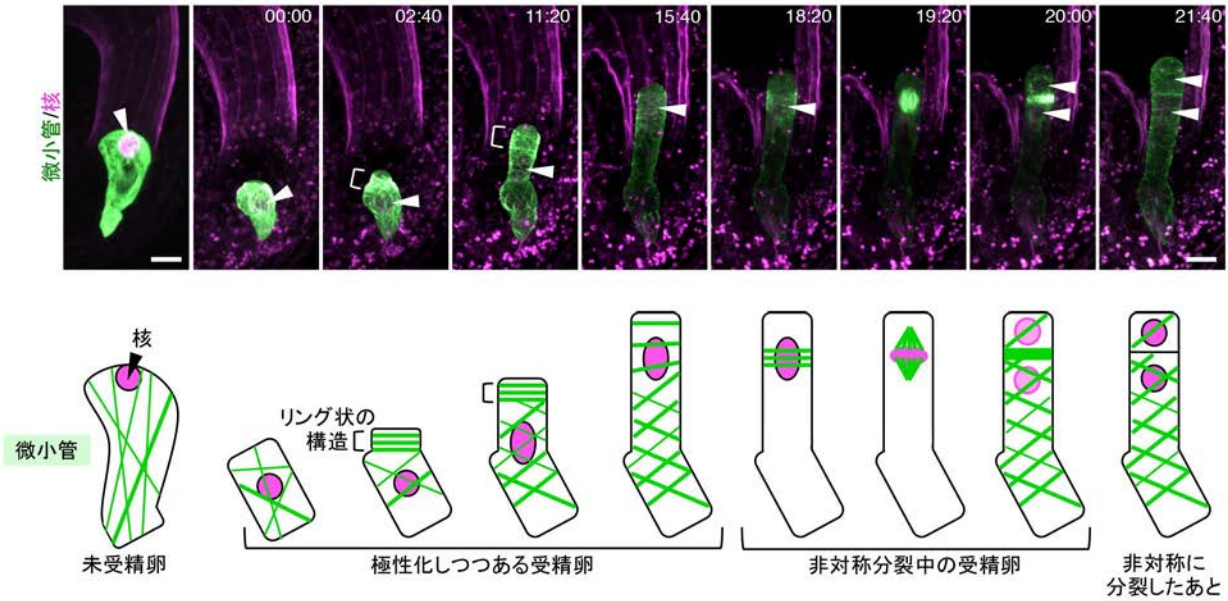 00:00
02:40
11:20
15:40
18:20
19:20
20:00
21:40
微小管/核
核
リング状の
構造
微小管
未受精卵
極性化しつつある受精卵
非対称分裂中の受精卵
非対称に
分裂したあと